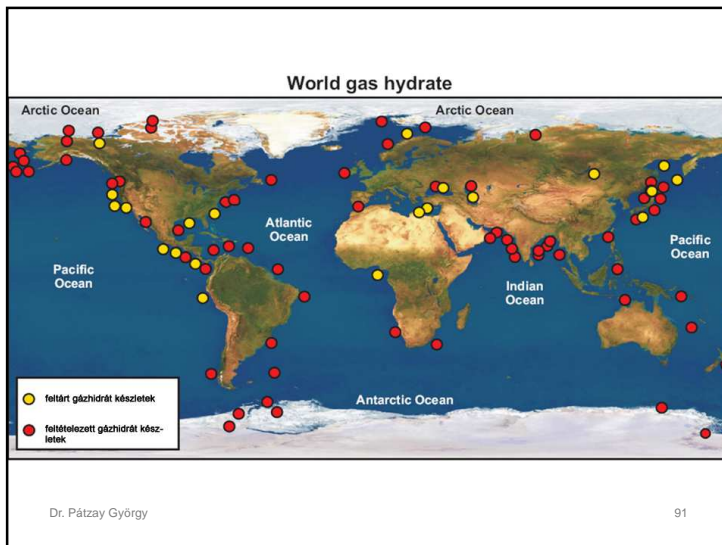 World gas hydrate
Arctic Ocean
Arctic Ocean
Atlantic
Ocean
Pacific
Ocean
Pacific
Ocean
Indian
Ocean
Antarctic Ocean
feltárt gázhidrát készletek
feltételezett gázhidrát kész-
letek
Dr. Pátzay György
91